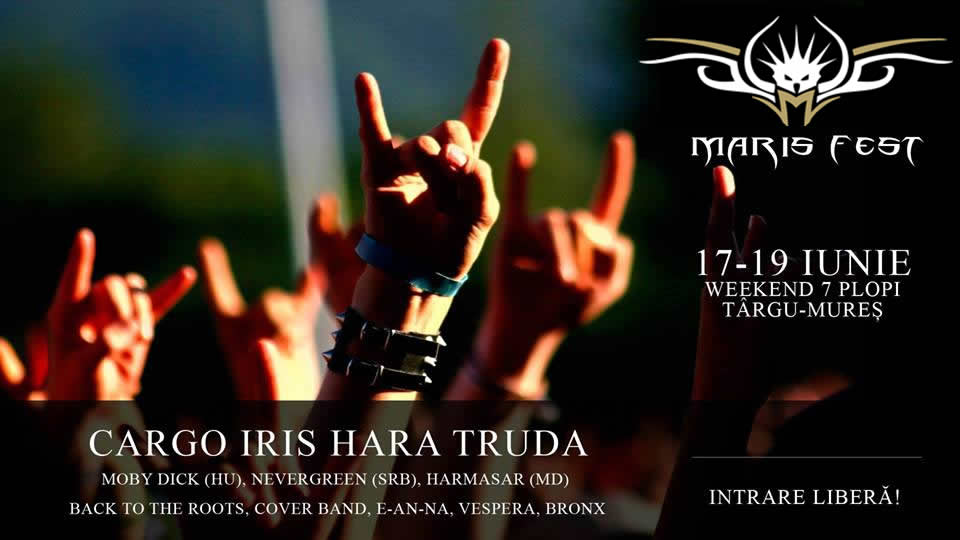 MARIS FEST
17-19 IUNIE
WEEKEND 7 PLOPI
TÂRGU-MUREȘ
CARGO IRIS HARA TRUDA
MOBY DICK (HU), NEVERGREEN (SRB), HARMASAR (MD)
BACK TO THE ROOTS, COVER BAND, E-AN-NA, VESPERA, BRONX
INTRARE LIBERĂ!